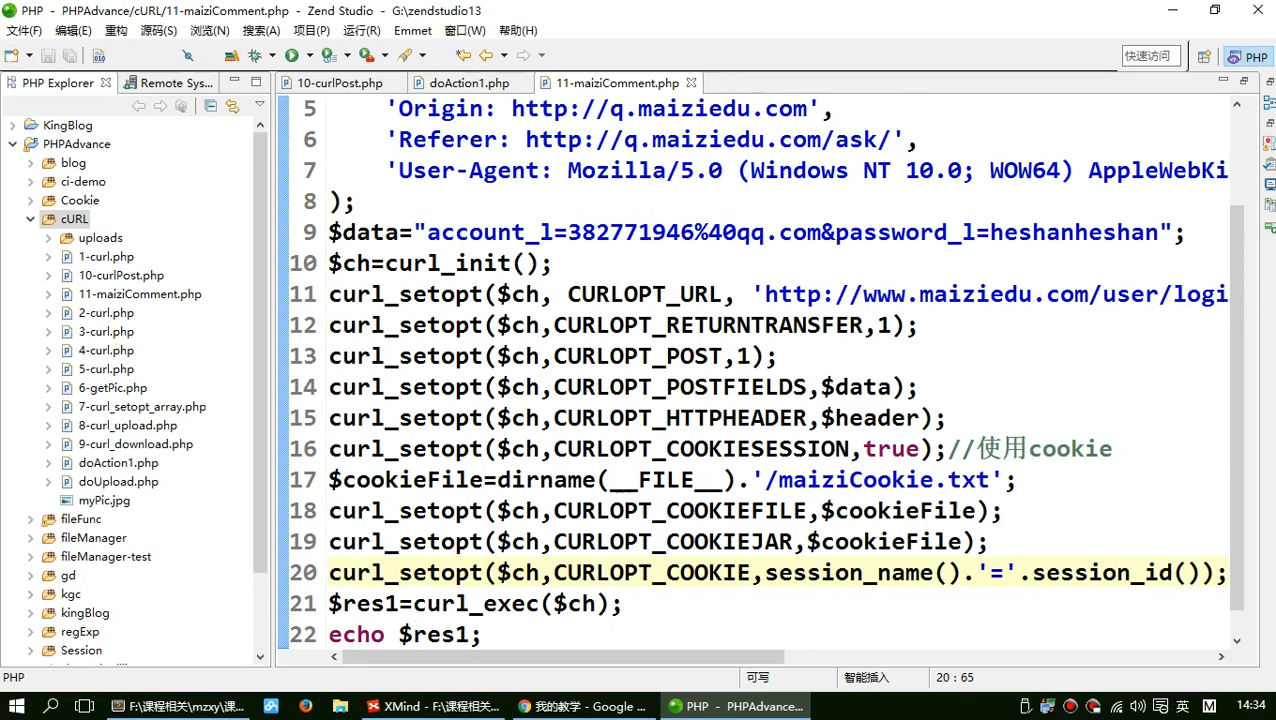 PHP - PHPAdvance/cURL/11-maiziComment.php - Zend Studio - G:\zendstudio13
文件(F) 编辑(E) 重构 源码(S) 浏览(N) 搜索(A) 项目(P) 运行(R) Emmet 窗口(W) 帮助(H)
快速访问 PHP
PHP Explorer Remote Sys... 10-curlPost.php doAction1.php 11-maiziComment.php
KingBlog
PHPAdvance
blog
ci-demo
Cookie
cURL
uploads
1-curl.php
10-curlPost.php
11-maiziComment.php
2-curl.php
3-curl.php
4-curl.php
5-curl.php
6-getPic.php
7-curl_setopt_array.php
8-curl_upload.php
9-curl_download.php
doAction1.php
doUpload.php
myPic.jpg
fileFunc
fileManager
fileManager-test
gd
kgc
kingBlog
regExp
Session
5 'Origin: http://q.maiziedu.com',
6 'Referer: http://q.maiziedu.com/ask/',
7 'User-Agent: Mozilla/5.0 (Windows NT 10.0; WOW64) AppleWebKi
8 );
9 $data="account_l=382771946%40qq.com&password_l=heshanheshan";
10 $ch=curl_init();
11 curl_setopt($ch, CURLOPT_URL, 'http://www.maiziedu.com/user/logi
12 curl_setopt($ch,CURLOPT_RETURNTRANSFER,1);
13 curl_setopt($ch,CURLOPT_POST,1);
14 curl_setopt($ch,CURLOPT_POSTFIELDS,$data);
15 curl_setopt($ch,CURLOPT_HTTPHEADER,$header);
16 curl_setopt($ch,CURLOPT_COOKIESESSION,true);//使用cookie
17 $cookieFile=dirname(__FILE__).'/maiziCookie.txt';
18 curl_setopt($ch,CURLOPT_COOKIEFILE,$cookieFile);
19 curl_setopt($ch,CURLOPT_COOKIEJAR,$cookieFile);
20 curl_setopt($ch,CURLOPT_COOKIE,session_name().'='.session_id());
21 $res1=curl_exec($ch);
22 echo $res1;
PHP 可写 智能插入 20 : 65
F:\课程相关\mzxy\课... XMind - F:\课程相关... 我的教学 - Google ... PHP - PHPAdvance... 英 M 14:34